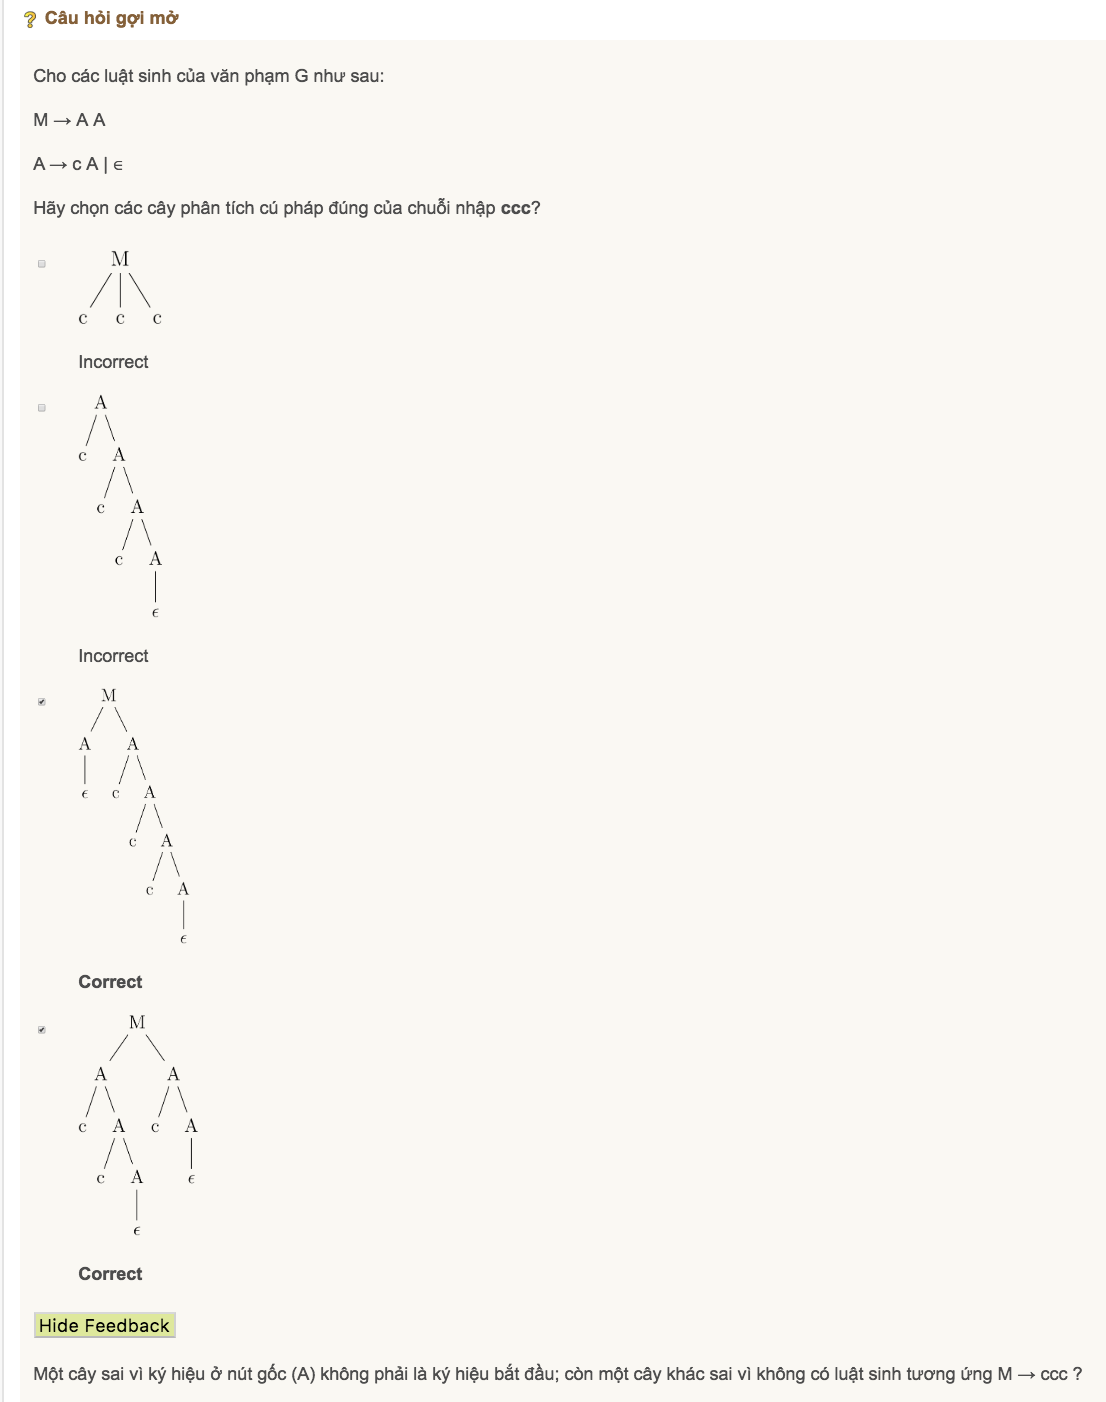 Câu hỏi gợi mở
Cho các luật sinh của văn phạm G như sau:
M → A A
A → c A | ϵ
Hãy chọn các cây phân tích cú pháp đúng của chuỗi nhập ccc?
M
c c c
Incorrect
A
c A
c A
c A
ϵ
Incorrect
M
A A
ϵ c A
c A
c A
ϵ
Correct
M
A A
c A c A
c A ϵ
ϵ
Correct
Hide Feedback
Một cây sai vì ký hiệu ở nút gốc (A) không phải là ký hiệu bắt đầu; còn một cây khác sai vì không có luật sinh tương ứng M → ccc ?